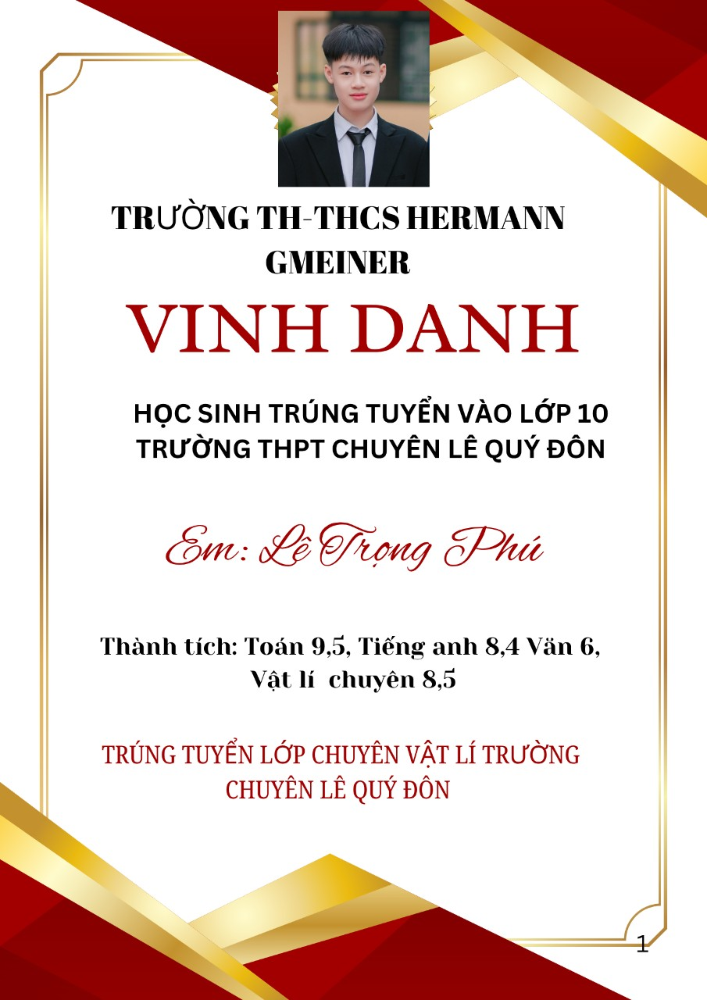 TRƯỜNG TH-THCS HERMANN
GMEINER
VINH DANH
HỌC SINH TRÚNG TUYỂN VÀO LỚP 10
TRƯỜNG THPT CHUYÊN LÊ QUÝ ĐÔN
Em: Lê Trọng Phú
Thành tích: Toán 9,5, Tiếng anh 8,4 Văn 6,
Vật lí chuyên 8,5
TRÚNG TUYỂN LỚP CHUYÊN VẬT LÍ TRƯỜNG
CHUYÊN LÊ QUÝ ĐÔN
1